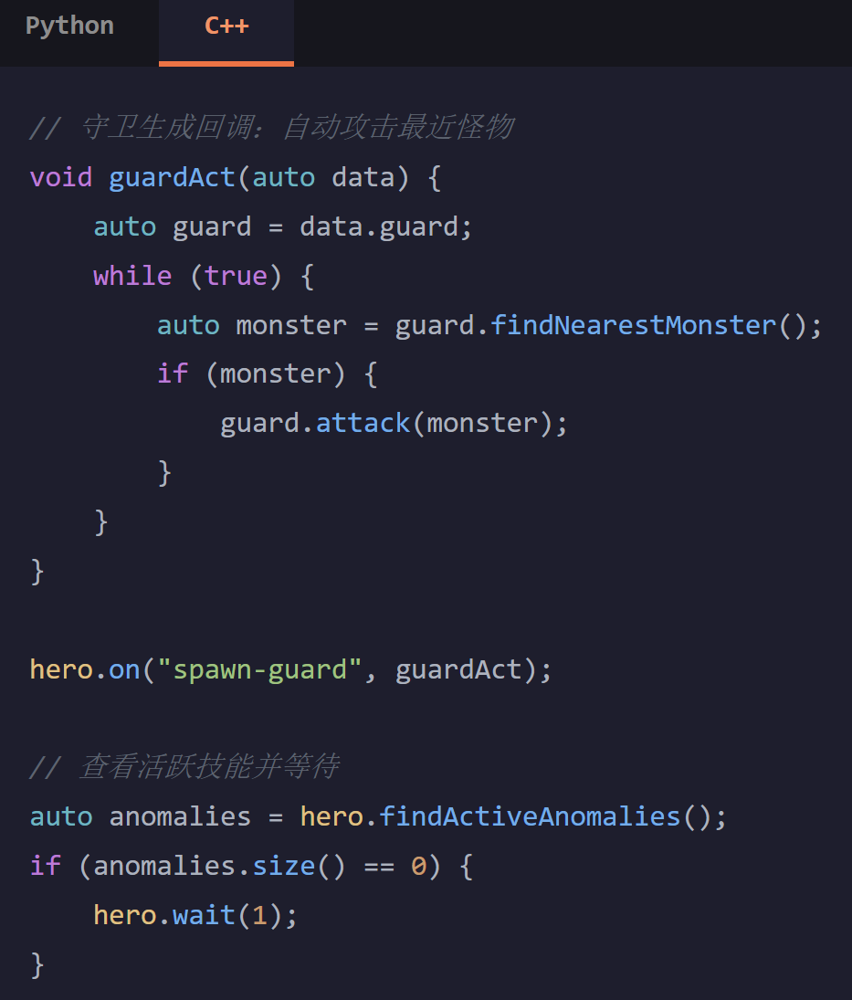 Python C++
// 守卫生成回调：自动攻击最近怪物
void guardAct(auto data) {
    auto guard = data.guard;
    while (true) {
        auto monster = guard.findNearestMonster();
        if (monster) {
            guard.attack(monster);
        }
    }
}
hero.on("spawn-guard", guardAct);
// 查看活跃技能并等待
auto anomalies = hero.findActiveAnomalies();
if (anomalies.size() == 0) {
    hero.wait(1);
}